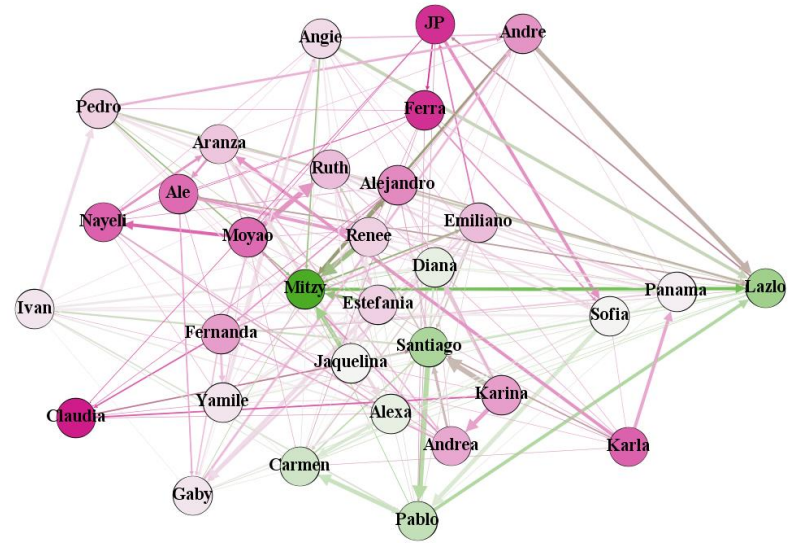 JP
Andre
Angie
Pedro
Ferra
Aranza
Ruth
Alejandro
Ale
Nayeli
Moyao
Renee
Emiliano
Diana
Mitzy
Panama
Lazlo
Estefania
Ivan
Sofia
Fernanda
Santiago
Jaquelina
Karina
Yamile
Alexa
Claudia
Andrea
Karla
Carmen
Gaby
Pablo